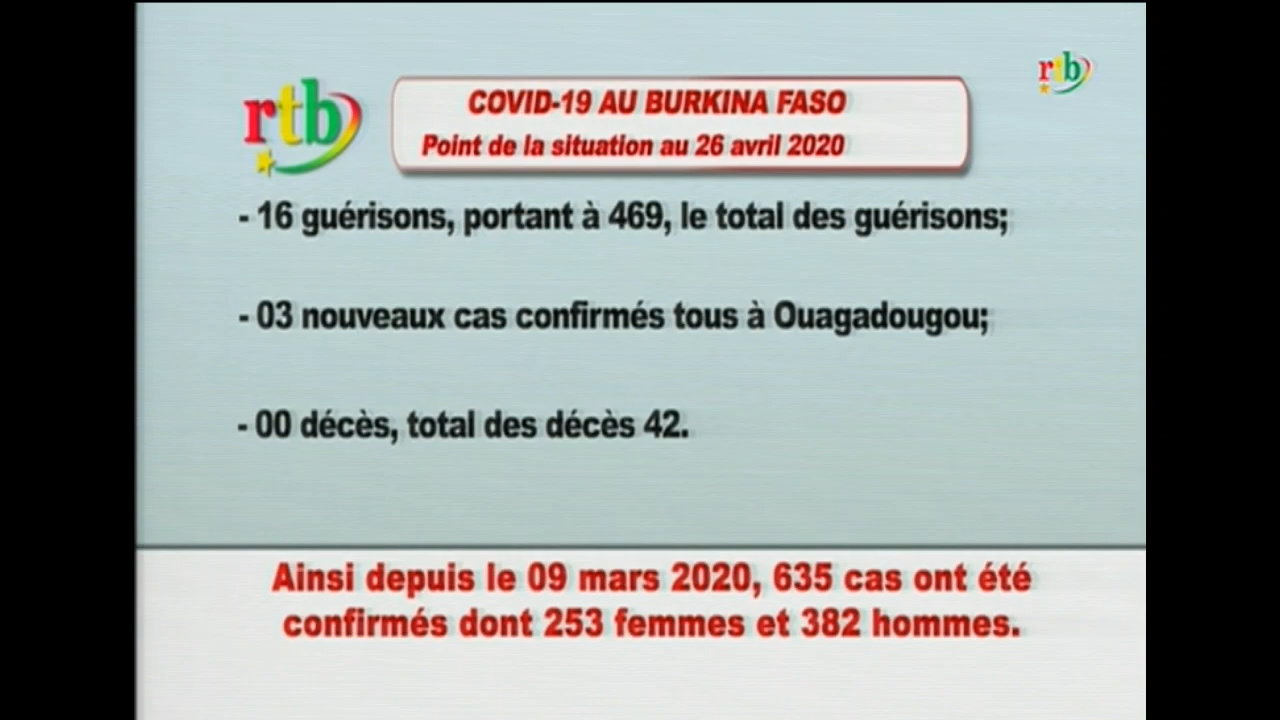 rtb
rtb
COVID-19 AU BURKINA FASO
Point de la situation au 26 avril 2020
- 16 guérisons, portant à 469, le total des guérisons;
- 03 nouveaux cas confirmés tous à Ouagadougou;
- 00 décès, total des décès 42.
Ainsi depuis le 09 mars 2020, 635 cas ont été
confirmés dont 253 femmes et 382 hommes.